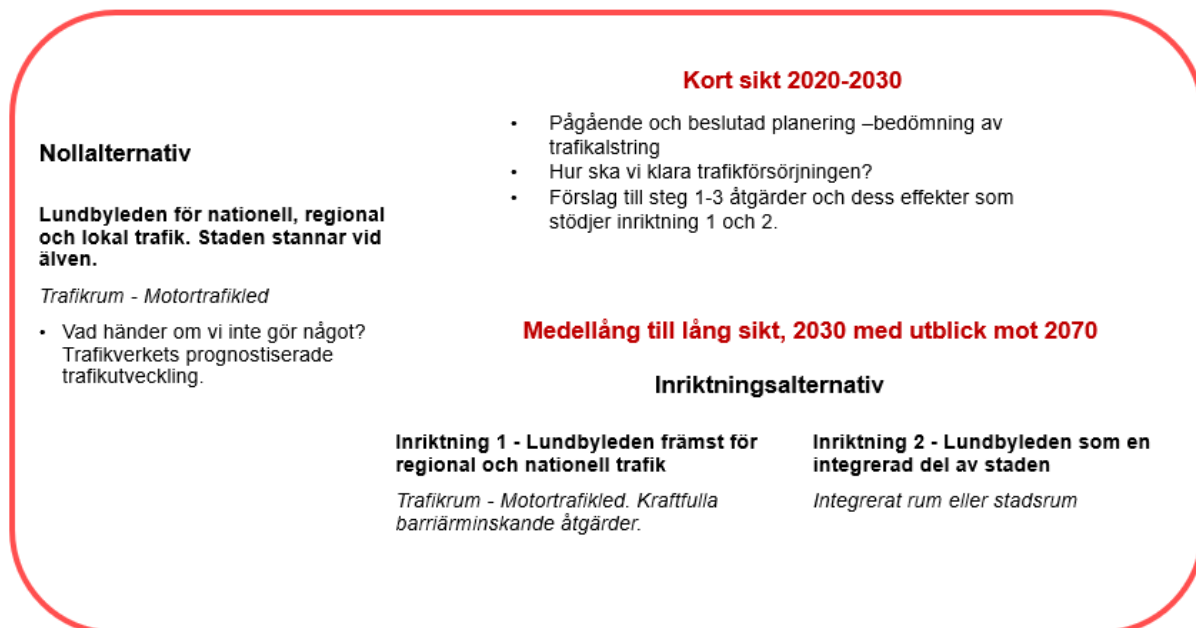 Nollalternativ
Lundbyleden för nationell, regional
och lokal trafik. Staden stannar vid
älven.
Trafikrum - Motortrafikled
• Vad händer om vi inte gör något?
Trafikverkets prognostiserade
trafikutveckling.
Kort sikt 2020-2030
• Pågående och beslutad planering –bedömning av
trafikalstring
• Hur ska vi klara trafikförsörjningen?
• Förslag till steg 1-3 åtgärder och dess effekter som
stödjer inriktning 1 och 2.
Medellång till lång sikt, 2030 med utblick mot 2070
Inriktningsalternativ
Inriktning 1 - Lundbyleden främst för
regional och nationell trafik
Trafikrum - Motortrafikled. Kraftfulla
barriärminskande åtgärder.
Inriktning 2 - Lundbyleden som en
integrerad del av staden
Integrerat rum eller stadsrum